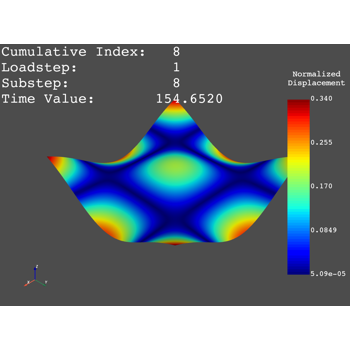 Cumulative Index: 8
Loadstep: 1
Substep: 8
Time Value: 154.6520
Normalized
Displacement
0.340
0.255
0.170
0.0849
5.09e-05